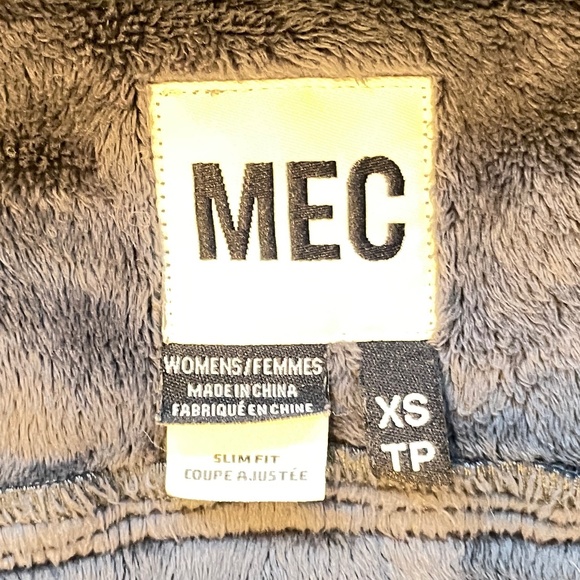 MEC
WOMENS/FEMMES
MADE IN CHINA
FABRIQUÉ EN CHINE
XS
TP
SLIM FIT
COUPE AJUSTÉE